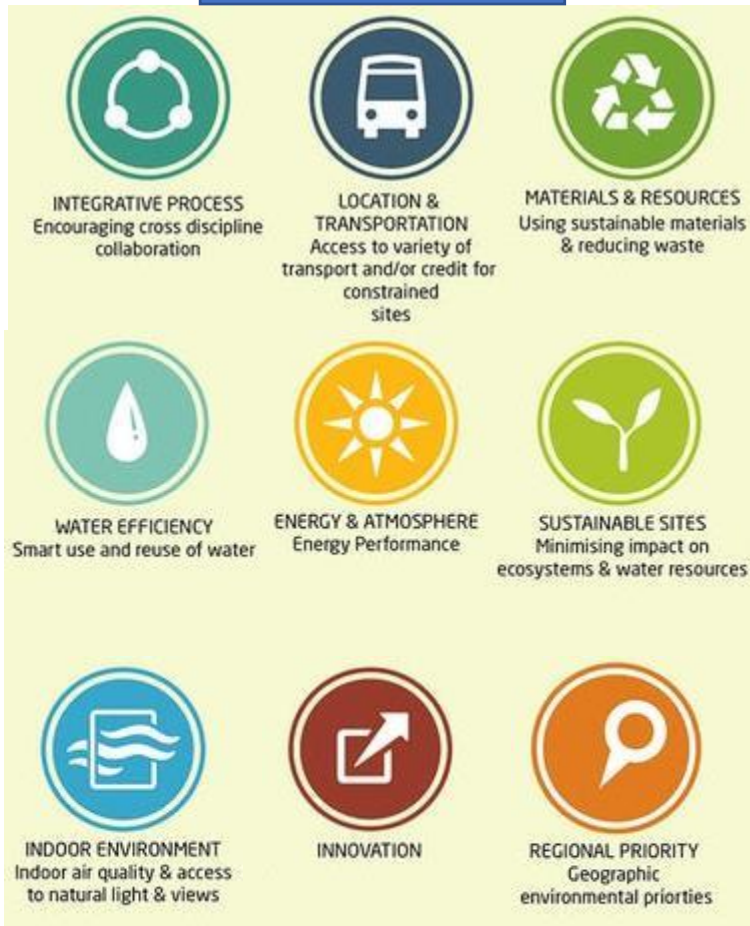 INTEGRATIVE PROCESS
Encouraging cross discipline
collaboration
LOCATION &
TRANSPORTATION
Access to variety of
transport and/or credit for
constrained
sites
MATERIALS & RESOURCES
Using sustainable materials
& reducing waste
WATER EFFICIENCY
Smart use and reuse of water
ENERGY & ATMOSPHERE
Energy Performance
SUSTAINABLE SITES
Minimising impact on
ecosystems & water resources
INDOOR ENVIRONMENT
Indoor air quality & access
to natural light & views
INNOVATION
REGIONAL PRIORITY
Geographic
environmental priorties